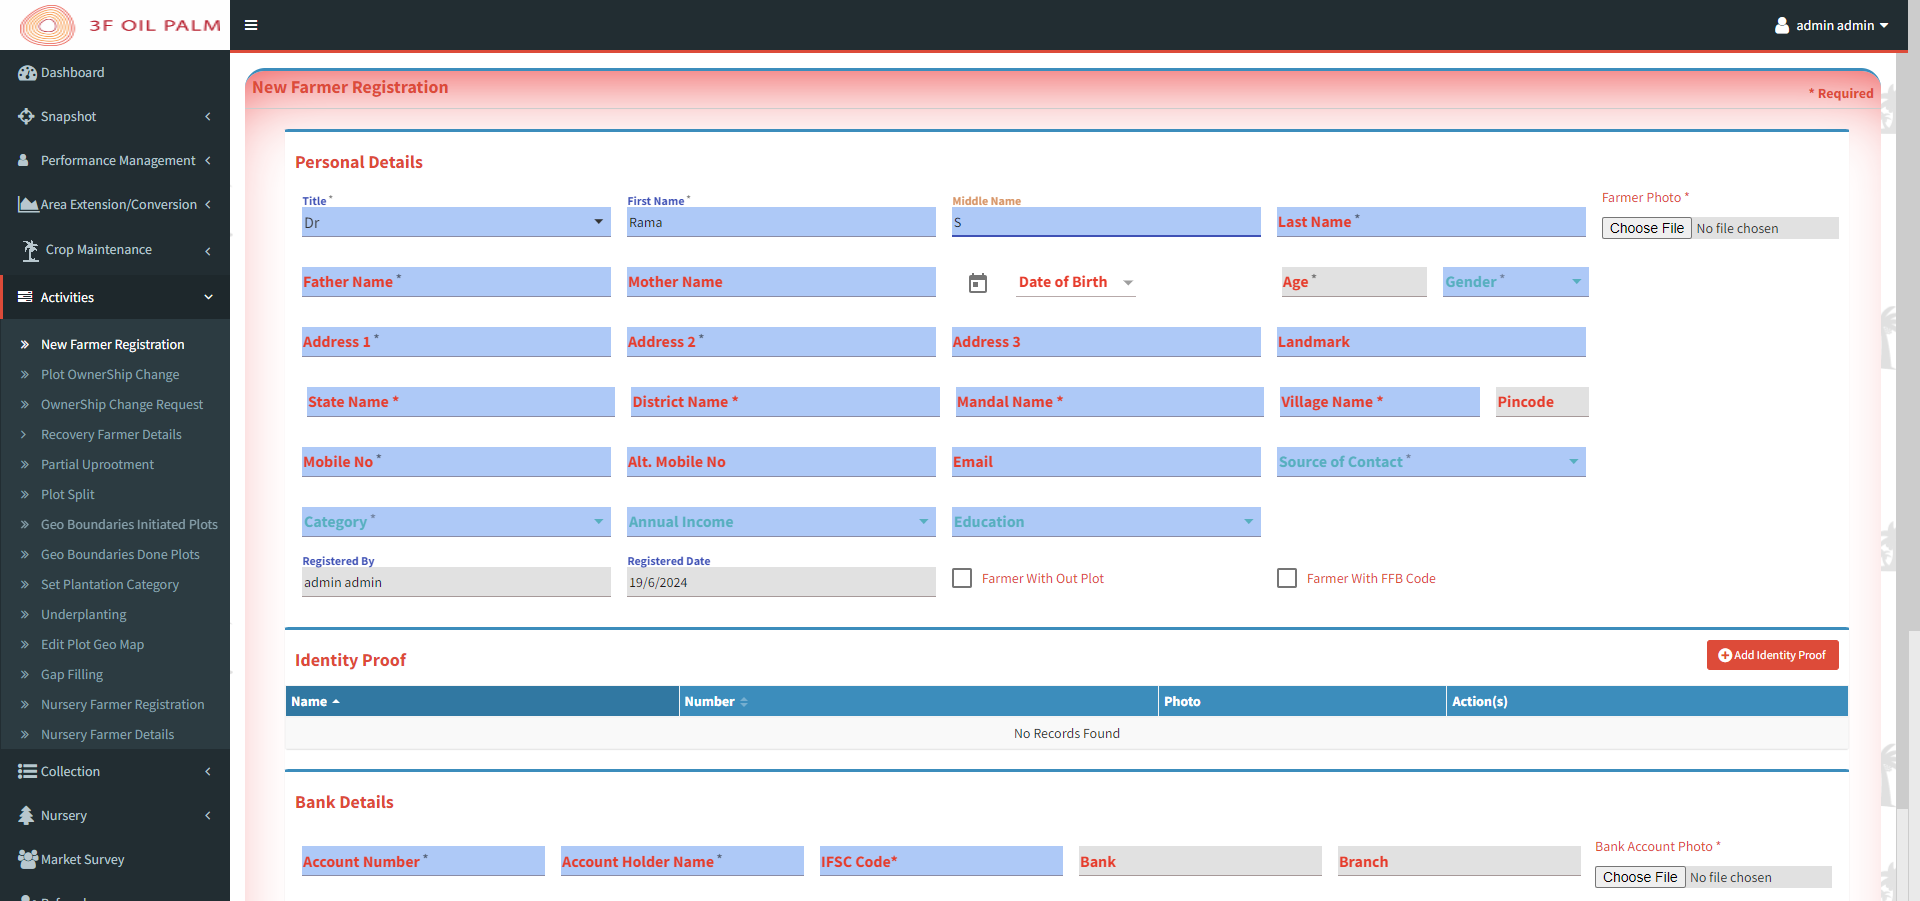 3F OIL PALM
admin admin
Dashboard
Snapshot
Performance Management
Area Extension/Conversion
Crop Maintenance
Activities
New Farmer Registration
Plot OwnerShip Change
OwnerShip Change Request
Recovery Farmer Details
Partial Uprootment
Plot Split
Geo Boundaries Initiated Plots
Geo Boundaries Done Plots
Set Plantation Category
Underplanting
Edit Plot Geo Map
Gap Filling
Nursery Farmer Registration
Nursery Farmer Details
Collection
Nursery
Market Survey
New Farmer Registration
* Required
Personal Details
Title * First Name * Middle Name Farmer Photo *
Dr Rama S Last Name * Choose File No file chosen
Father Name * Mother Name Date of Birth Age * Gender *
Address 1 * Address 2 * Address 3 Landmark
State Name * District Name * Mandal Name * Village Name * Pincode
Mobile No * Alt. Mobile No Email Source of Contact *
Category * Annual Income Education
Registered By Registered Date
admin admin 19/6/2024 Farmer With Out Plot Farmer With FFB Code
Identity Proof Add Identity Proof
Name Number Photo Action(s)
No Records Found
Bank Details
Bank Account Photo *
Account Number * Account Holder Name * IFSC Code* Bank Branch Choose File No file chosen